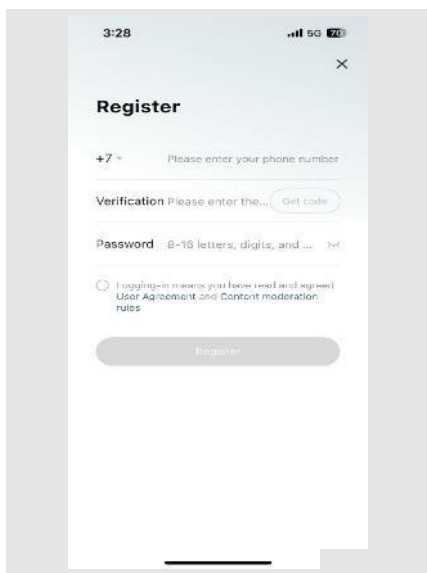 3:28 5G 70
Register
+7 Please enter your phone number
Verification Please enter the... Get code
Password 8-16 letters, digits, and ...
Logging-in means you have read and agreed
User Agreement and Content moderation
rules
Register